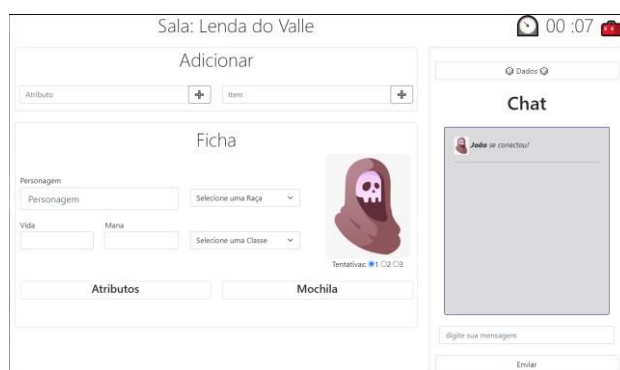 Sala: Lenda do Valle
00 :07
Adicionar
Atributo
Item
Ficha
Personagem
Personagem
Selecione uma Raça
Vida
Mana
Selecione uma Classe
Tentativas: 1 2 3
Atributos
Mochila
Dados
Chat
João se conectou!
digite sua mensagem
Enviar